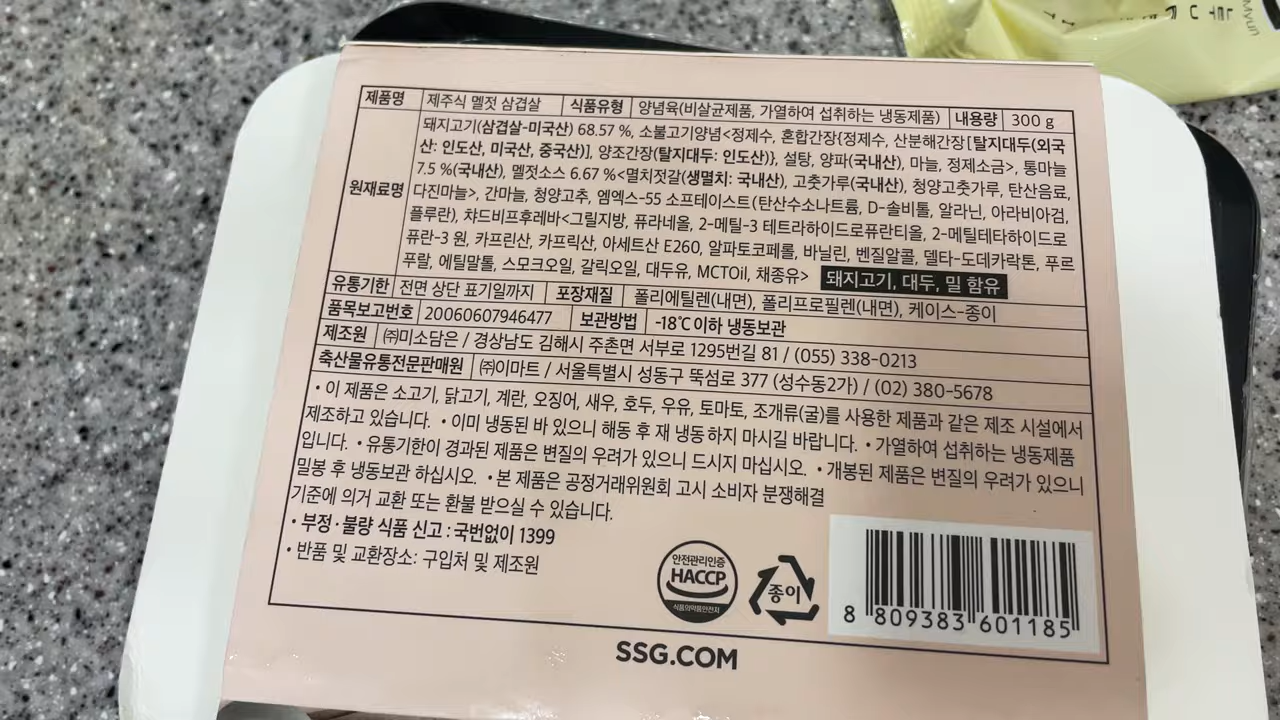 제품명 제주식 멜젓 삼겹살 식품유형 양념육(비살균제품, 가열하여 섭취하는 냉동제품) 내용량 300 g
원재료명
돼지고기(삼겹살-미국산) 68.57 %, 소불고기양념<정제수, 혼합간장{정제수, 산분해간장[탈지대두(외국
산: 인도산, 미국산, 중국산)], 양조간장(탈지대두: 인도산)}, 설탕, 양파(국내산), 마늘, 정제소금>, 통마늘
7.5 %(국내산), 멜젓소스 6.67 %<멸치젓갈(생멸치: 국내산), 고춧가루(국내산), 청양고춧가루, 탄산음료,
다진마늘>, 간마늘, 청양고추, 엠엑스-55 소프테이스트(탄산수소나트륨, D-솔비톨, 알라닌, 아라비아검,
플루란), 챠드비프후레바<그릴지방, 퓨라네올, 2-메틸-3 테트라하이드로퓨란티올, 2-메틸테타하이드로
퓨란-3 원, 카프린산, 카프릭산, 아세트산 E260, 알파토코페롤, 바닐린, 벤질알콜, 델타-도데카락톤, 푸르
푸랄, 에틸말톨, 스모크오일, 갈릭오일, 대두유, MCTOil, 채종유> 돼지고기, 대두, 밀 함유
유통기한 전면 상단 표기일까지 포장재질 폴리에틸렌(내면), 폴리프로필렌(내면), 케이스-종이
품목보고번호 20060607946477 보관방법 -18℃ 이하 냉동보관
제조원 ㈜미소담은 / 경상남도 김해시 주촌면 서부로 1295번길 81 / (055) 338-0213
축산물유통전문판매원 ㈜이마트 / 서울특별시 성동구 뚝섬로 377 (성수동2가) / (02) 380-5678
• 이 제품은 소고기, 닭고기, 계란, 오징어, 새우, 호두, 우유, 토마토, 조개류(굴)를 사용한 제품과 같은 제조 시설에서
제조하고 있습니다. • 이미 냉동된 바 있으니 해동 후 재 냉동하지 마시길 바랍니다. • 가열하여 섭취하는 냉동제품
입니다. • 유통기한이 경과된 제품은 변질의 우려가 있으니 드시지 마십시오. • 개봉된 제품은 변질의 우려가 있으니
밀봉 후 냉동보관 하십시오. • 본 제품은 공정거래위원회 고시 소비자 분쟁해결
기준에 의거 교환 또는 환불 받으실 수 있습니다.
• 부정 · 불량 식품 신고 : 국번없이 1399
• 반품 및 교환장소: 구입처 및 제조원
안전관리인증
HACCP
식품의약품안전처
종이
8 809383 601185
SSG.COM